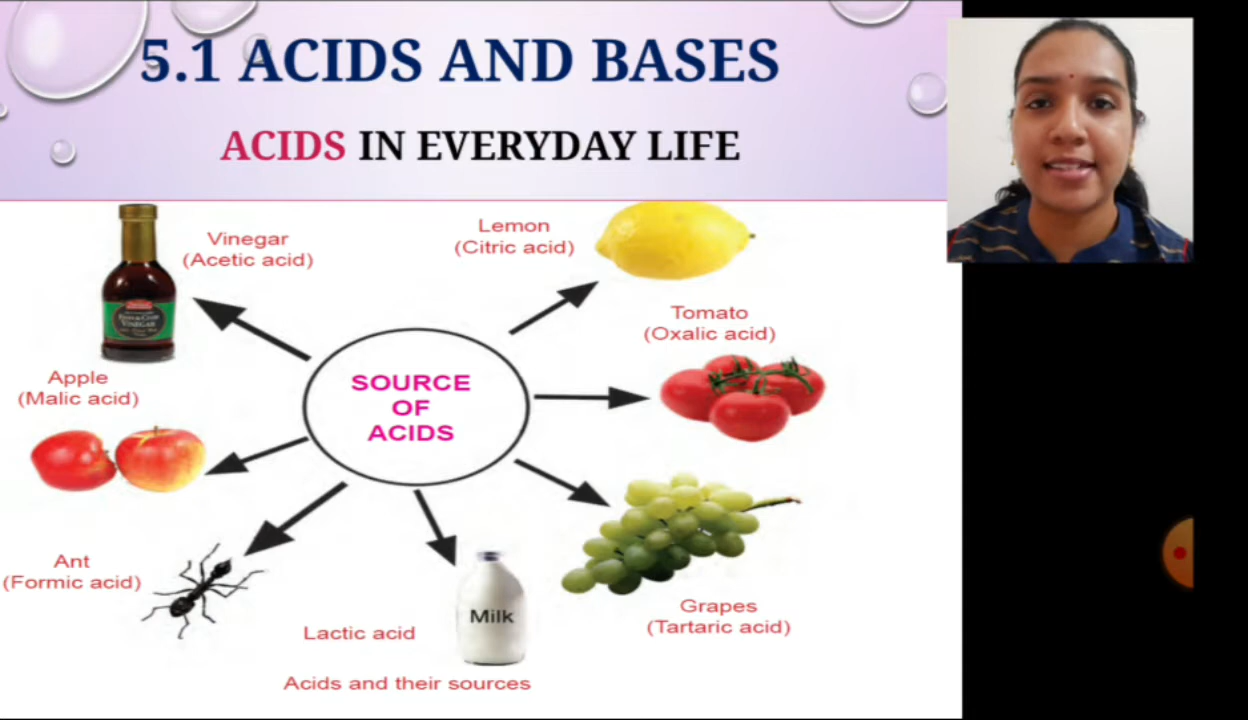 5.1 ACIDS AND BASES
ACIDS IN EVERYDAY LIFE
Vinegar
(Acetic acid)
Lemon
(Citric acid)
Tomato
(Oxalic acid)
Apple
(Malic acid)
SOURCE
OF
ACIDS
Ant
(Formic acid)
Lactic acid
Milk
Grapes
(Tartaric acid)
Acids and their sources
VINEGAR